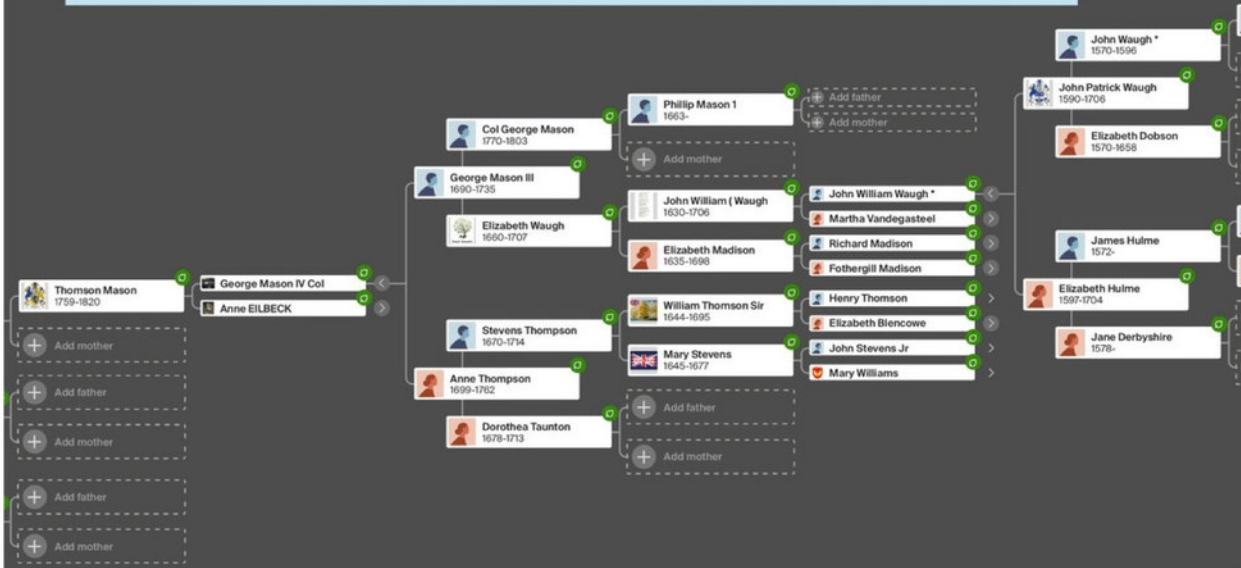 Thomson Mason
1759-1820
Add mother
Add father
Add mother
Add father
Add mother
George Mason IV Col
Anne EILBECK
Col George Mason
1770-1803
George Mason III
1690-1735
Elizabeth Waugh
1660-1707
Stevens Thompson
1670-1714
Anne Thompson
1699-1762
Dorothea Taunton
1678-1713
Phillip Mason 1
1663-
Add mother
John William ( Waugh
1630-1706
Elizabeth Madison
1635-1698
William Thomson Sir
1644-1695
Mary Stevens
1645-1677
Add father
Add mother
Add father
Add mother
John William Waugh *
Martha Vandegasteel
Richard Madison
Fothergill Madison
Henry Thomson
Elizabeth Blencowe
John Stevens Jr
Mary Williams
John Waugh *
1570-1596
John Patrick Waugh
1590-1706
Elizabeth Dobson
1570-1658
James Hulme
1572-
Elizabeth Hulme
1597-1704
Jane Derbyshire
1578-